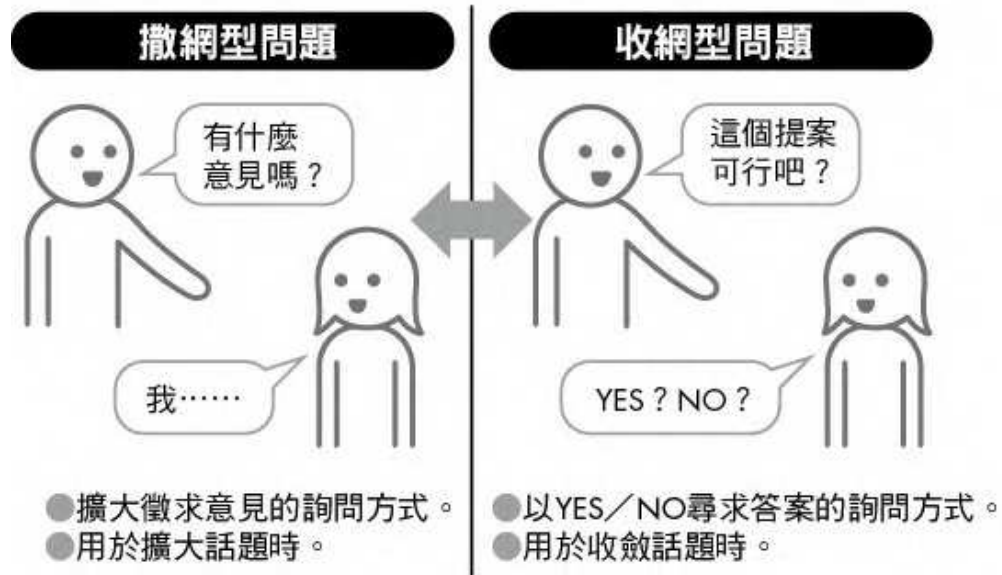 撒網型問題
有什麼
意見嗎？
我……
●擴大徵求意見的詢問方式。
●用於擴大話題時。
收網型問題
這個提案
可行吧？
YES？NO？
●以YES／NO尋求答案的詢問方式。
●用於收斂話題時。